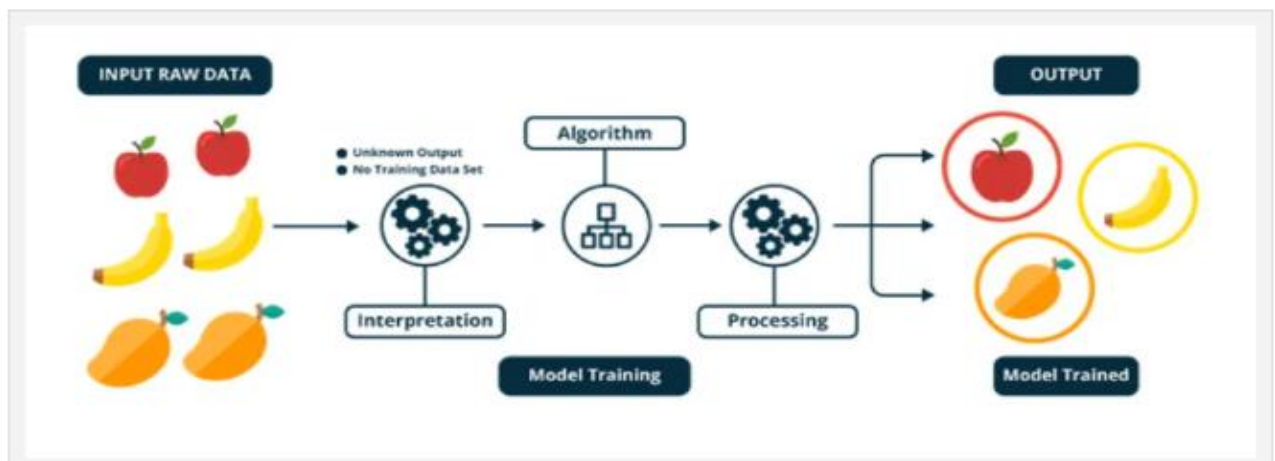 INPUT RAW DATA
OUTPUT
Algorithm
● Unknown Output
● No Training Data Set
Interpretation
Processing
Model Training
Model Trained